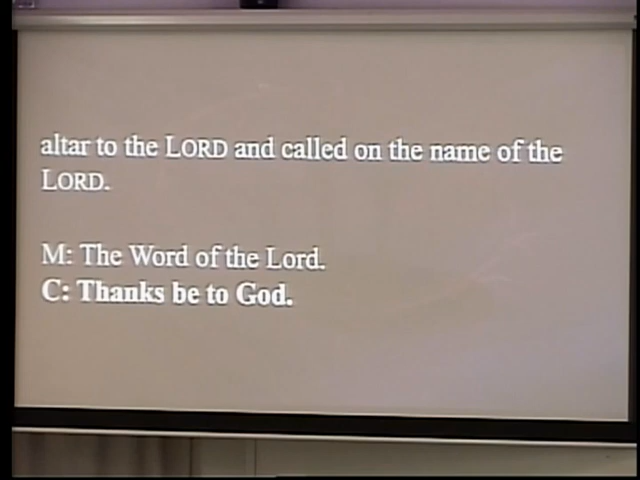 altar to the LORD and called on the name of the
LORD.
M: The Word of the Lord.
C: Thanks be to God.